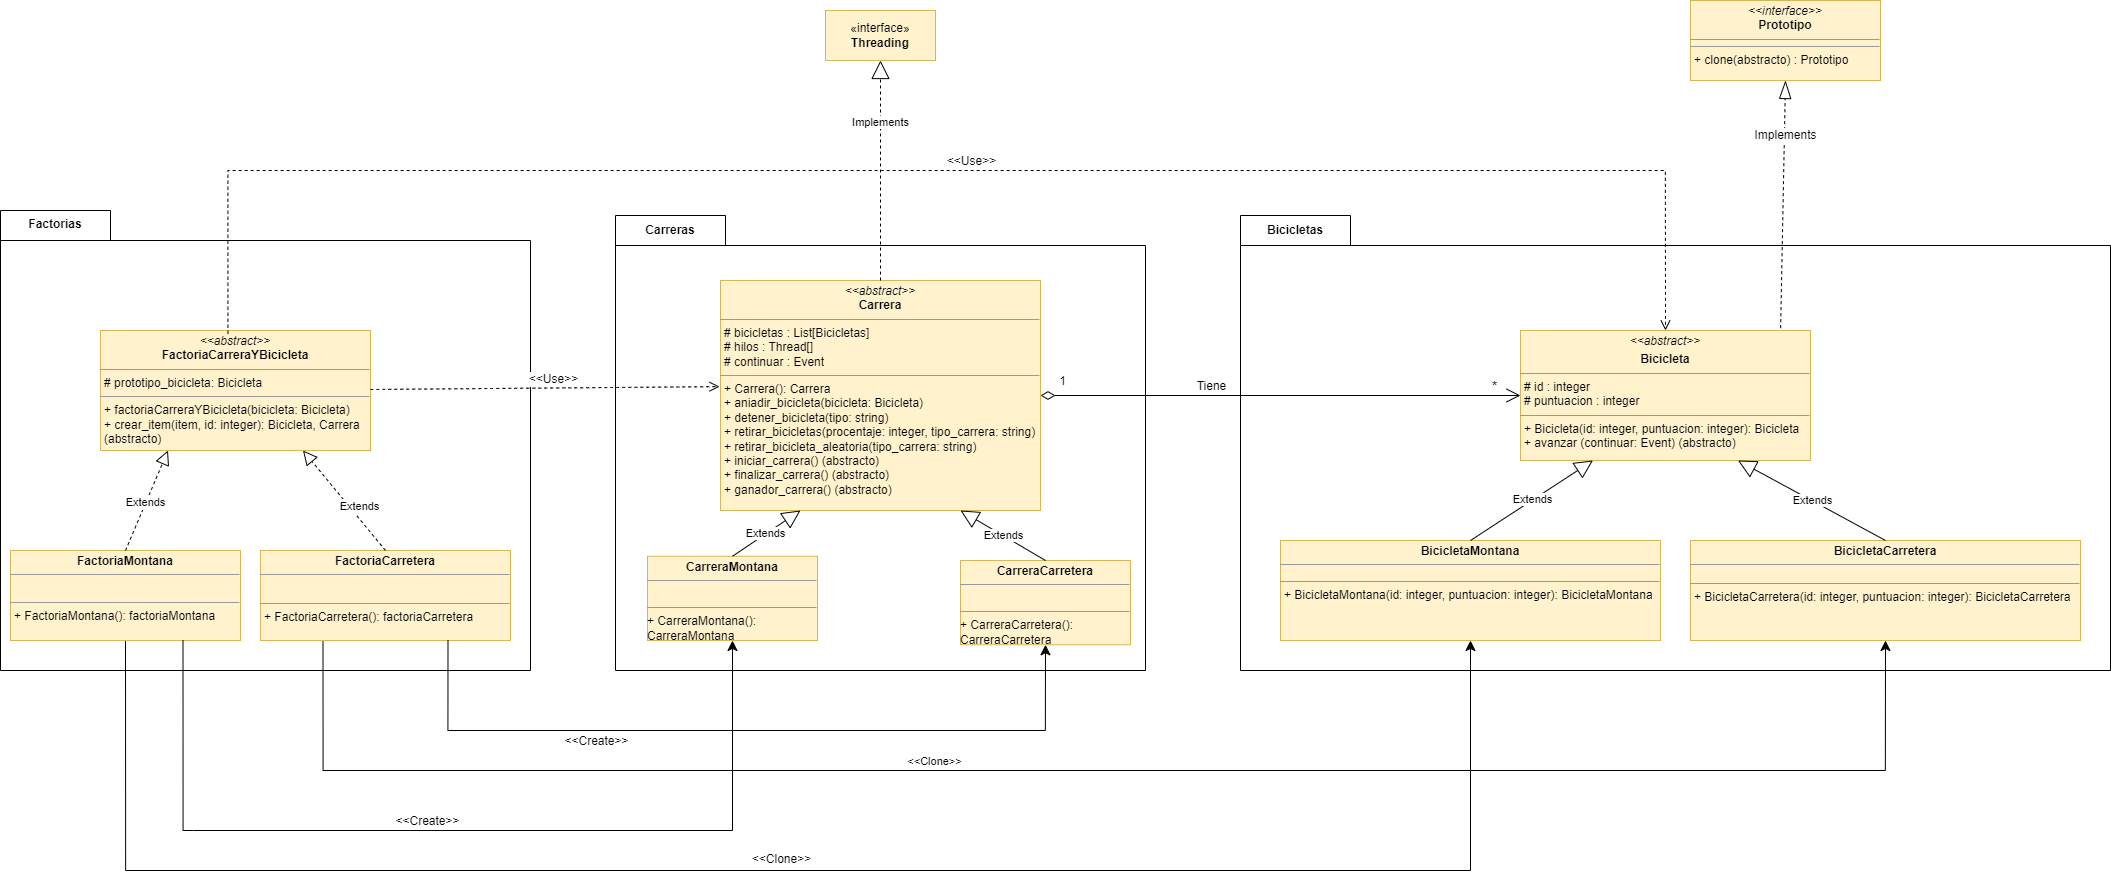 <<interface>>
Prototipo
+ clone(abstracto) : Prototipo
«interface»
Threading
Implements
Implements
<<Use>>
Factorias
<<abstract>>
FactoriaCarreraYBicicleta
# prototipo_bicicleta: Bicicleta
+ factoriaCarreraYBicicleta(bicicleta: Bicicleta)
+ crear_item(item, id: integer): Bicicleta, Carrera
(abstracto)
Extends
Extends
FactoriaMontana
+ FactoriaMontana(): factoriaMontana
FactoriaCarretera
+ FactoriaCarretera(): factoriaCarretera
<<Use>>
Carreras
<<abstract>>
Carrera
# bicicletas : List[Bicicletas]
# hilos : Thread[]
# continuar : Event
+ Carrera(): Carrera
+ aniadir_bicicleta(bicicleta: Bicicleta)
+ detener_bicicleta(tipo: string)
+ retirar_bicicletas(procentaje: integer, tipo_carrera: string)
+ retirar_bicicleta_aleatoria(tipo_carrera: string)
+ iniciar_carrera() (abstracto)
+ finalizar_carrera() (abstracto)
+ ganador_carrera() (abstracto)
Extends
Extends
CarreraMontana
+ CarreraMontana():
CarreraMontana
CarreraCarretera
+ CarreraCarretera():
CarreraCarretera
1
Tiene
*
Bicicletas
<<abstract>>
Bicicleta
# id : integer
# puntuacion : integer
+ Bicicleta(id: integer, puntuacion: integer): Bicicleta
+ avanzar (continuar: Event) (abstracto)
Extends
Extends
BicicletaMontana
+ BicicletaMontana(id: integer, puntuacion: integer): BicicletaMontana
BicicletaCarretera
+ BicicletaCarretera(id: integer, puntuacion: integer): BicicletaCarretera
<<Create>>
<<Clone>>
<<Create>>
<<Clone>>